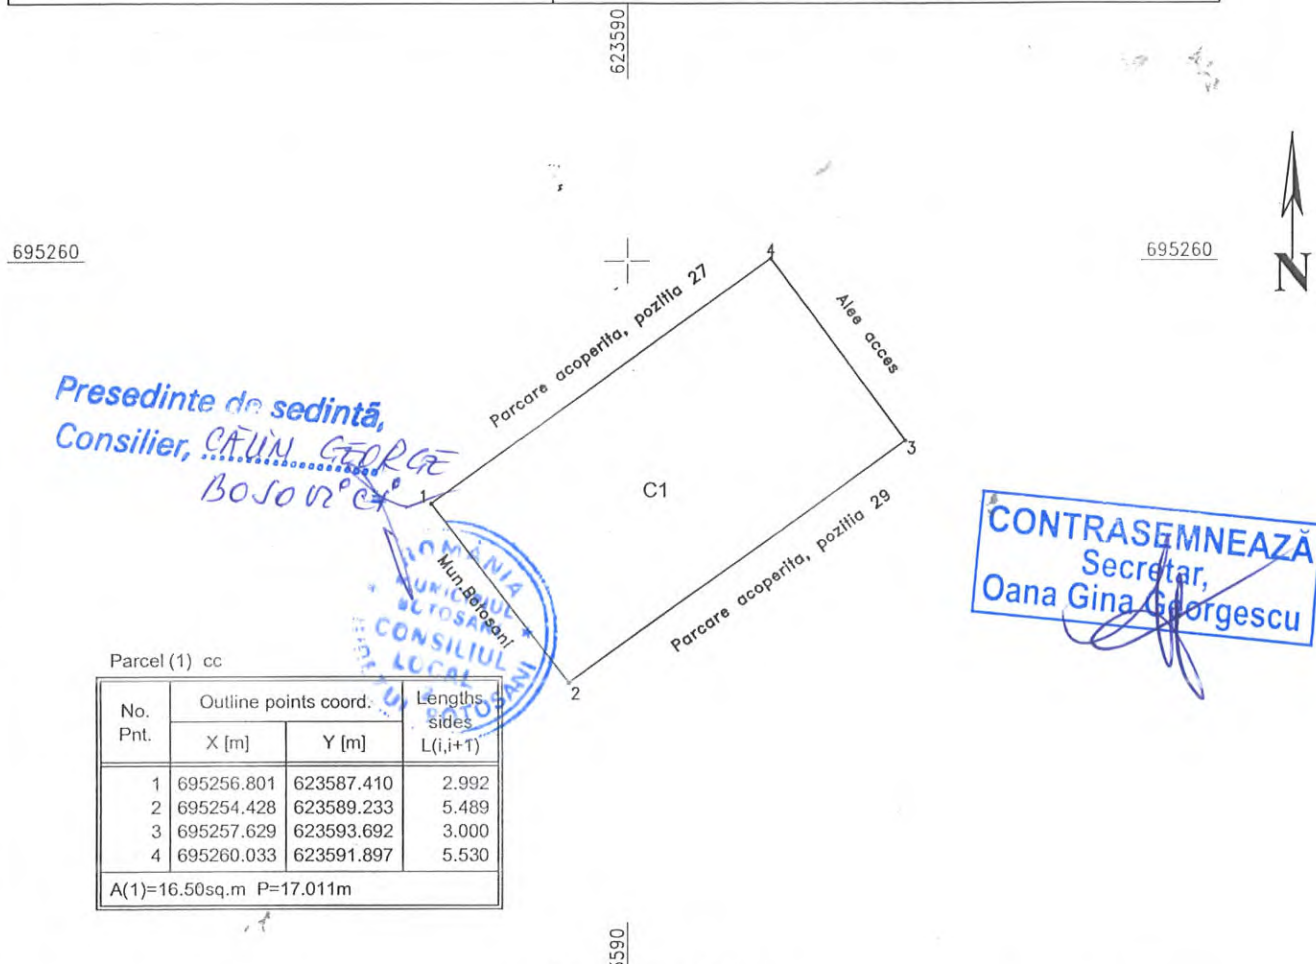 623590
695260
695260
N
4
Parcare acoperita, pozitia 27
Alee acces
Presedinte de sedintă,
Consilier, CĂLIN GEORGE
BOSOVICI
1
3
C1
Parcare acoperita, pozitia 29
Mun.Botosani
2
ROMÂNIA
MUNICIPIUL
BOTOSANI
CONSILIUL
LOCAL
JUDETUL BOTOSANI
CONTRASEMNEAZĂ
Secretar,
Oana Gina Georgescu
Parcel (1) cc
No. Pnt. Outline points coord. Lengths sides L(i,i+1)
X [m] Y [m]
1 695256.801 623587.410 2.992
2 695254.428 623589.233 5.489
3 695257.629 623593.692 3.000
4 695260.033 623591.897 5.530
A(1)=16.50sq.m P=17.011m